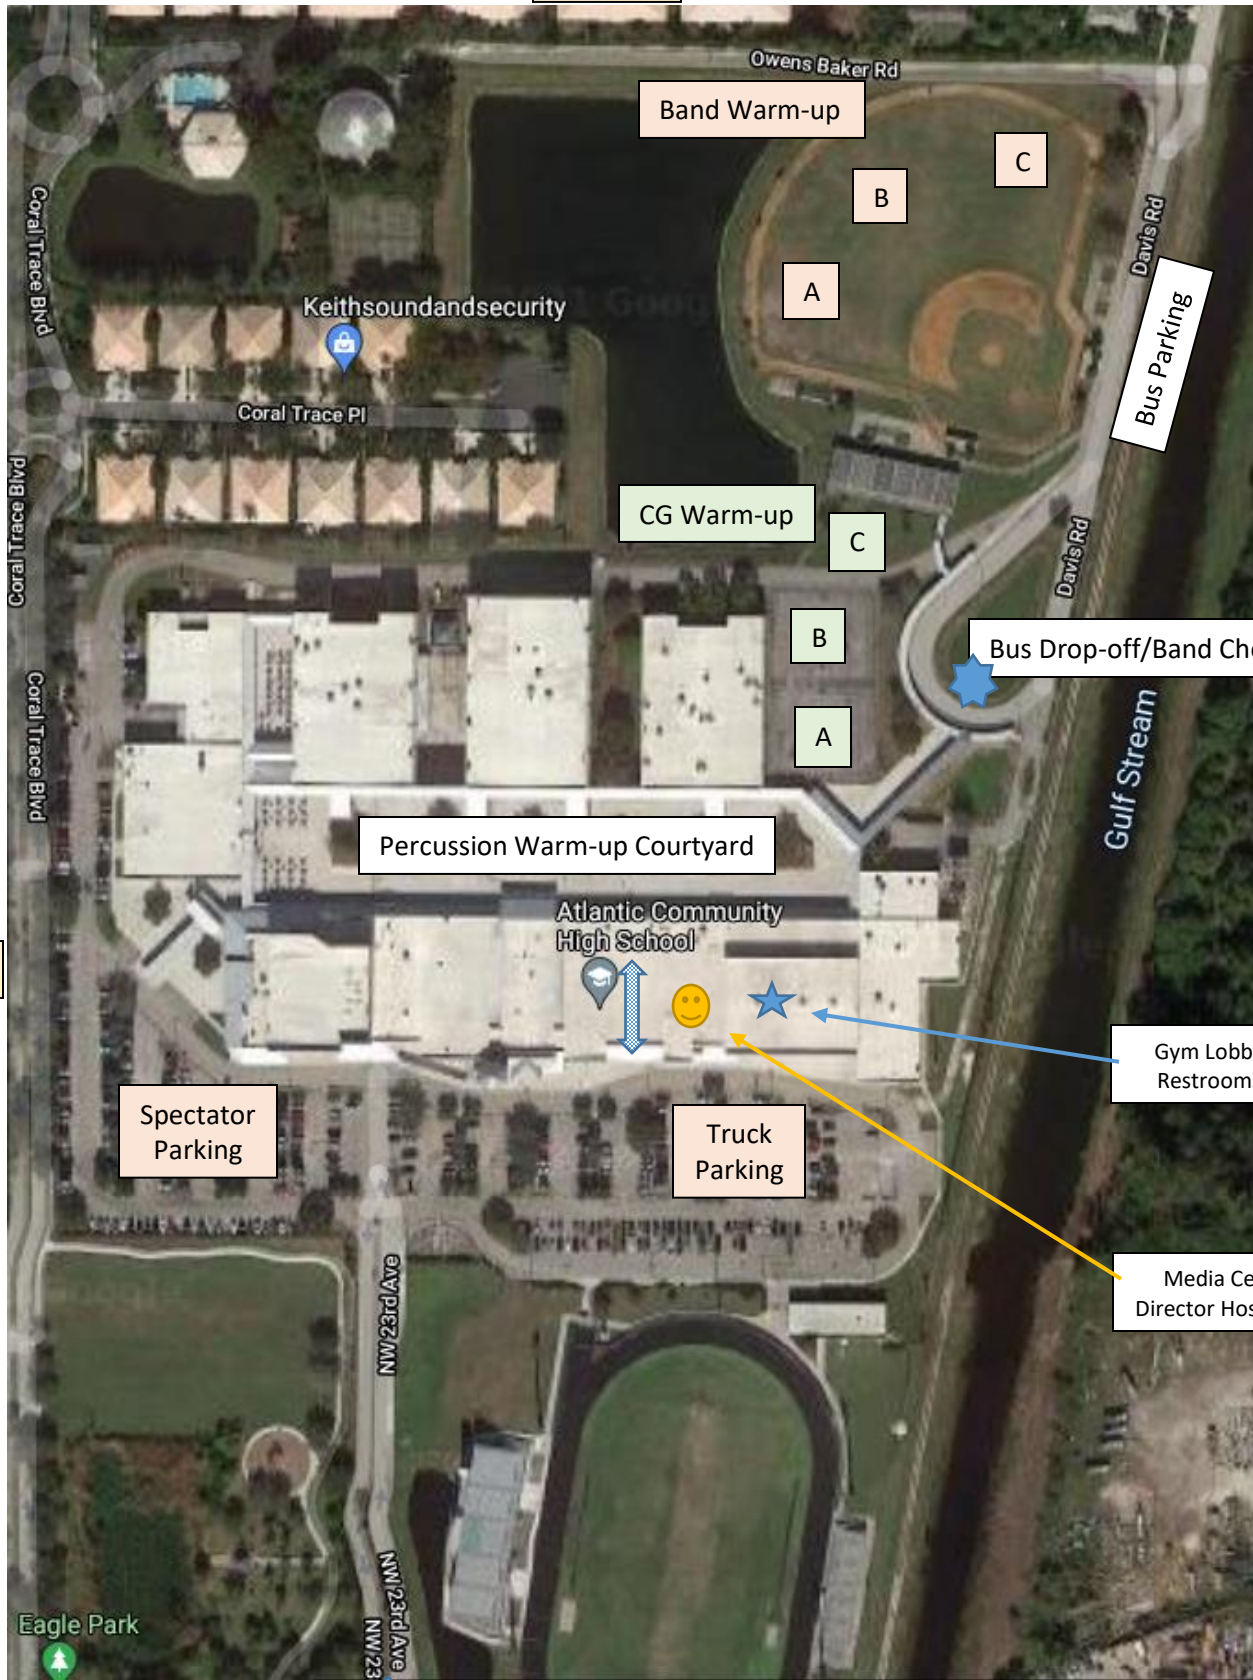 Owens Baker Rd
Band Warm-up
C
B
A
Davis Rd
Bus Parking
Coral Trace Blvd
Keithsoundandsecurity
Coral Trace Pl
Coral Trace Blvd
CG Warm-up
C
B
A
Davis Rd
Bus Drop-off/Band Che
Coral Trace Blvd
Gulf Stream
Percussion Warm-up Courtyard
Atlantic Community
High School
Gym Lobb
Restroom
Spectator
Parking
Truck
Parking
Media Ce
Director Hos
NW 23rd Ave
NW 23rd Ave
NW 23
Eagle Park